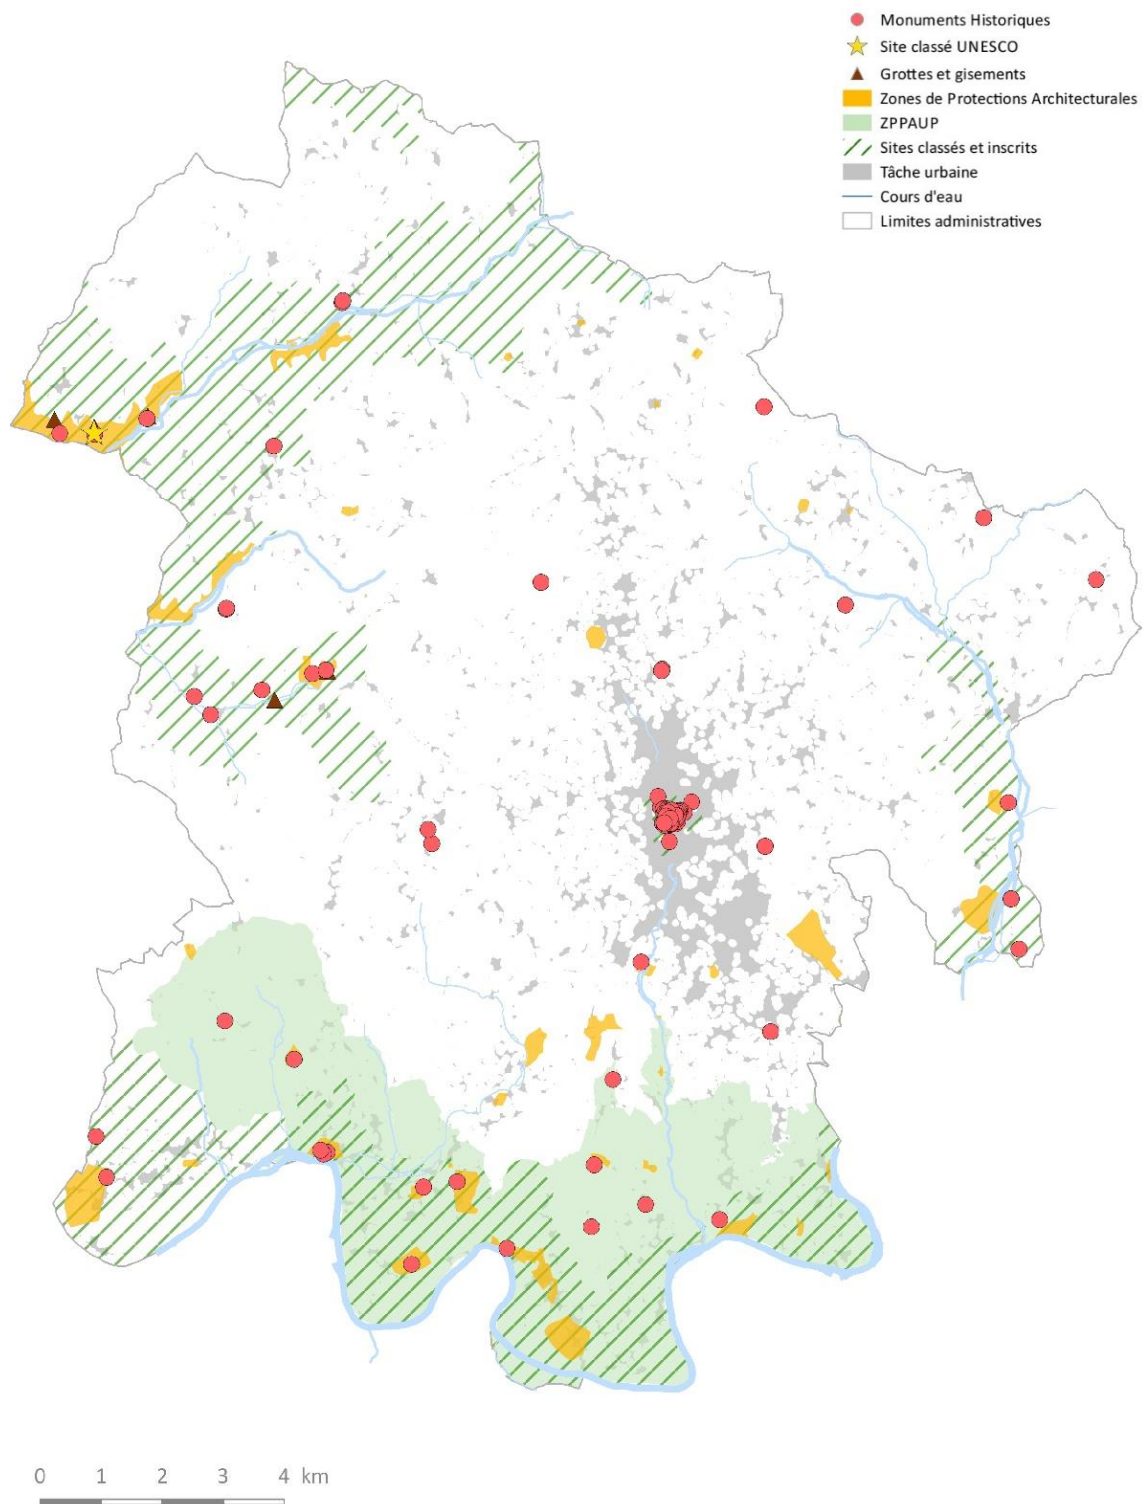 Monuments Historiques
Site classé UNESCO
Grottes et gisements
Zones de Protections Architecturales
ZPPAUP
Sites classés et inscrits
Tâche urbaine
Cours d'eau
Limites administratives
0 1 2 3 4 km